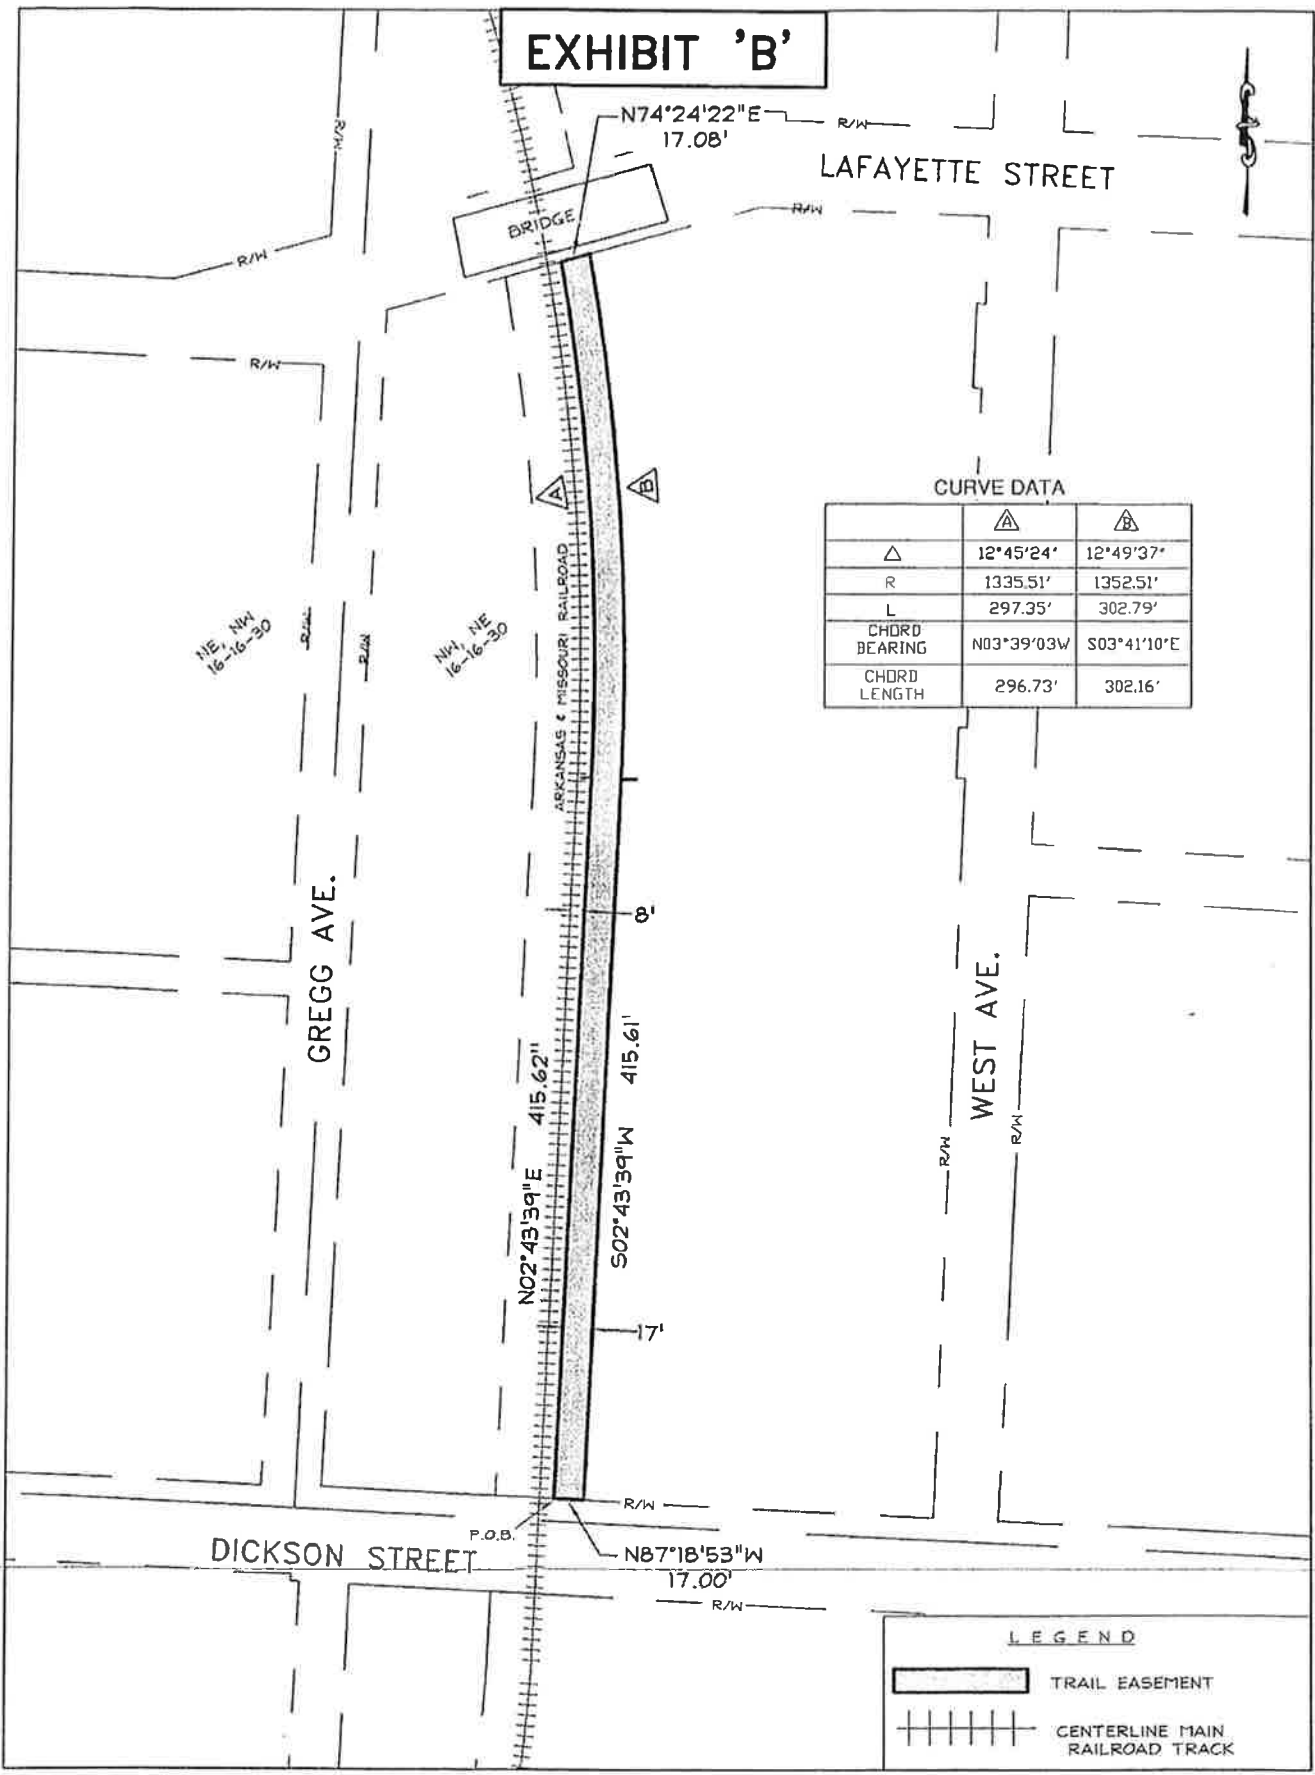 EXHIBIT 'B'
N74°24'22"E
17.08'
R/W
LAFAYETTE STREET
R/W
R/W
BRIDGE
R/W
R/W
A
B
CURVE DATA
A B
△ 12°45'24" 12°49'37"
R 1335.51' 1352.51'
L 297.35' 302.79'
CHORD
BEARING N03°39'03W S03°41'10"E
CHORD
LENGTH 296.73' 302.16'
ARKANSAS & MISSOURI RAILROAD
NE, NW
16-16-30
R/W
R/W
NW, NE
16-16-30
GREGG AVE.
8'
WEST AVE.
N02°43'39"E 415.62"
S02°43'39"W 415.61'
R/W
R/W
17'
R/W
P.O.B.
DICKSON STREET
N87°18'53"W
17.00'
R/W
LEGEND
TRAIL EASEMENT
CENTERLINE MAIN
RAILROAD TRACK